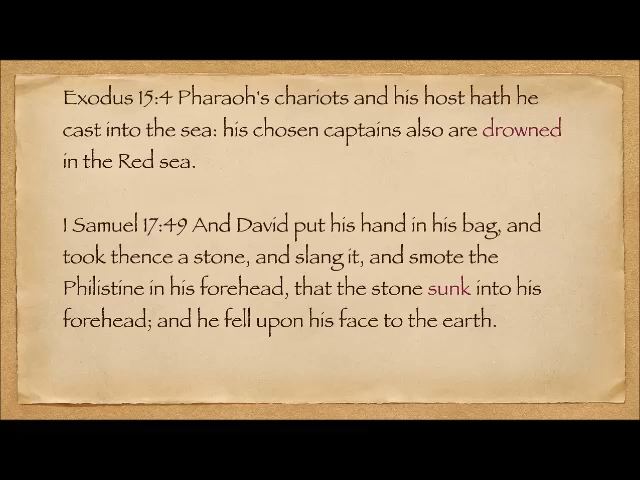 Exodus 15:4 Pharaoh's chariots and his host hath he
cast into the sea: his chosen captains also are drowned
in the Red sea.
I Samuel 17:49 And David put his hand in his bag, and
took thence a stone, and slang it, and smote the
Philistine in his forehead, that the stone sunk into his
forehead; and he fell upon his face to the earth.